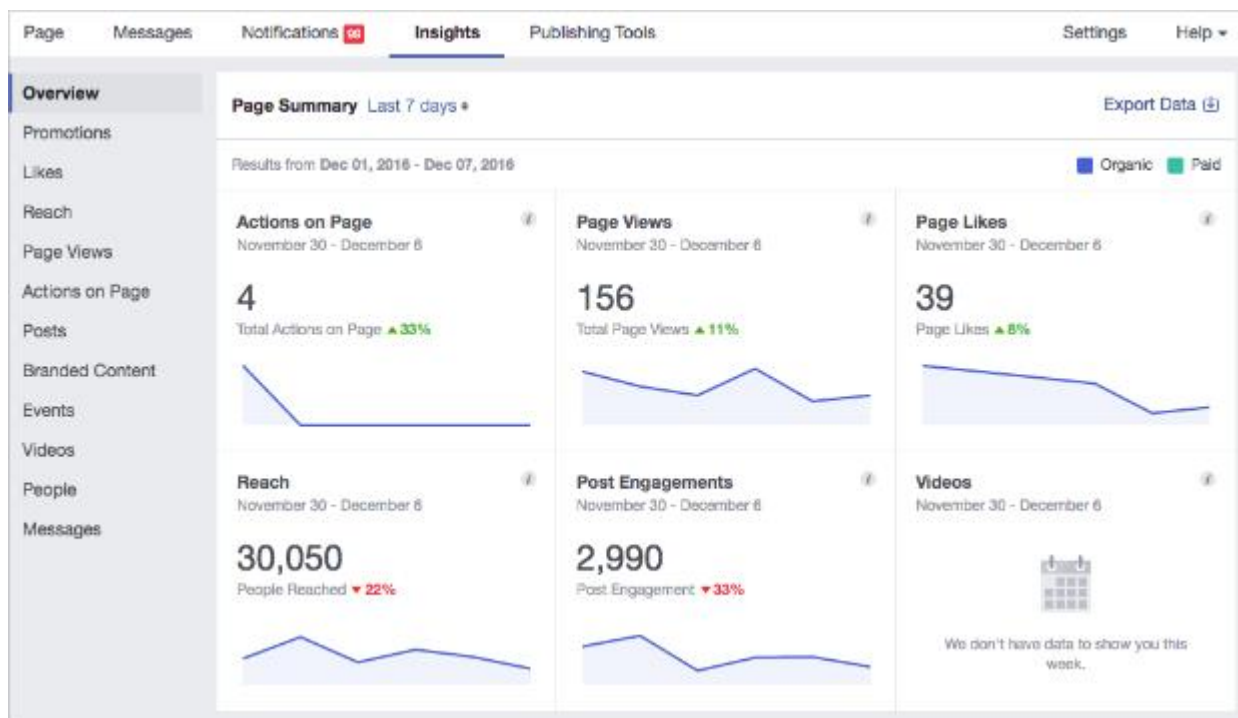 Page Messages Notifications Insights Publishing Tools Settings Help
Overview
Promotions
Likes
Reach
Page Views
Actions on Page
Posts
Branded Content
Events
Videos
People
Messages
Page Summary Last 7 days
Export Data
Results from Dec 01, 2016 - Dec 07, 2016
Organic Paid
Actions on Page
November 30 - December 6
4
Total Actions on Page ▲ 33%
Page Views
November 30 - December 6
156
Total Page Views ▲ 11%
Page Likes
November 30 - December 6
39
Page Likes ▲ 8%
Reach
November 30 - December 6
30,050
People Reached ▼ 22%
Post Engagements
November 30 - December 6
2,990
Post Engagement ▼ 33%
Videos
November 30 - December 6
We don't have data to show you this
week.